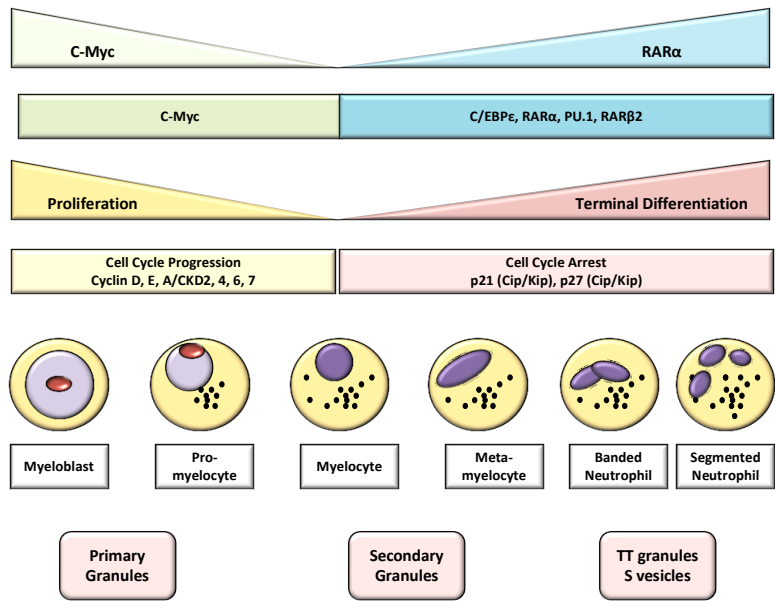 C-Myc
RARα
C-Myc
C/EBPε, RARα, PU.1, RARβ2
Proliferation
Terminal Differentiation
Cell Cycle Progression
Cyclin D, E, A/CKD2, 4, 6, 7
Cell Cycle Arrest
p21 (Cip/Kip), p27 (Cip/Kip)
Myeloblast
Pro-
myelocyte
Myelocyte
Meta-
myelocyte
Banded
Neutrophil
Segmented
Neutrophil
Primary
Granules
Secondary
Granules
TT granules
S vesicles